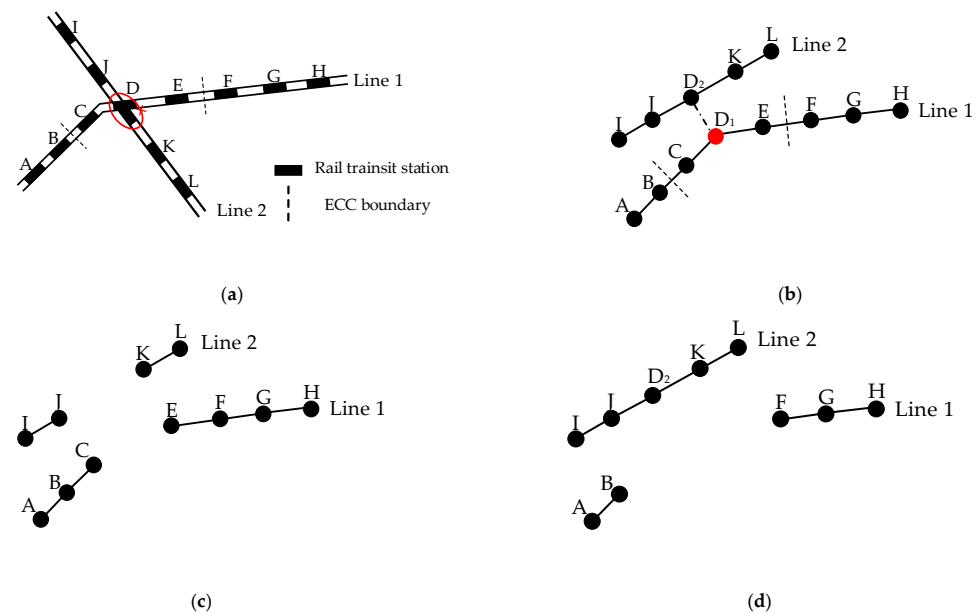 I
J
D
E
F
G
H
Line 1
C
B
A
K
L
Line 2
Rail trainsit station
ECC boundary
(a)
L
K
Line 2
D2
J
I
D1
E
F
G
H
Line 1
C
B
A
(b)
L
K
Line 2
J
I
E
F
G
H
Line 1
C
B
A
(c)
L
K
Line 2
D2
J
I
F
G
H
Line 1
B
A
(d)